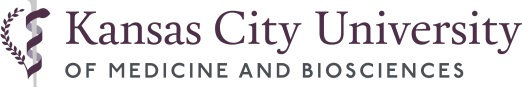 Kansas City University
OF MEDICINE AND BIOSCIENCES